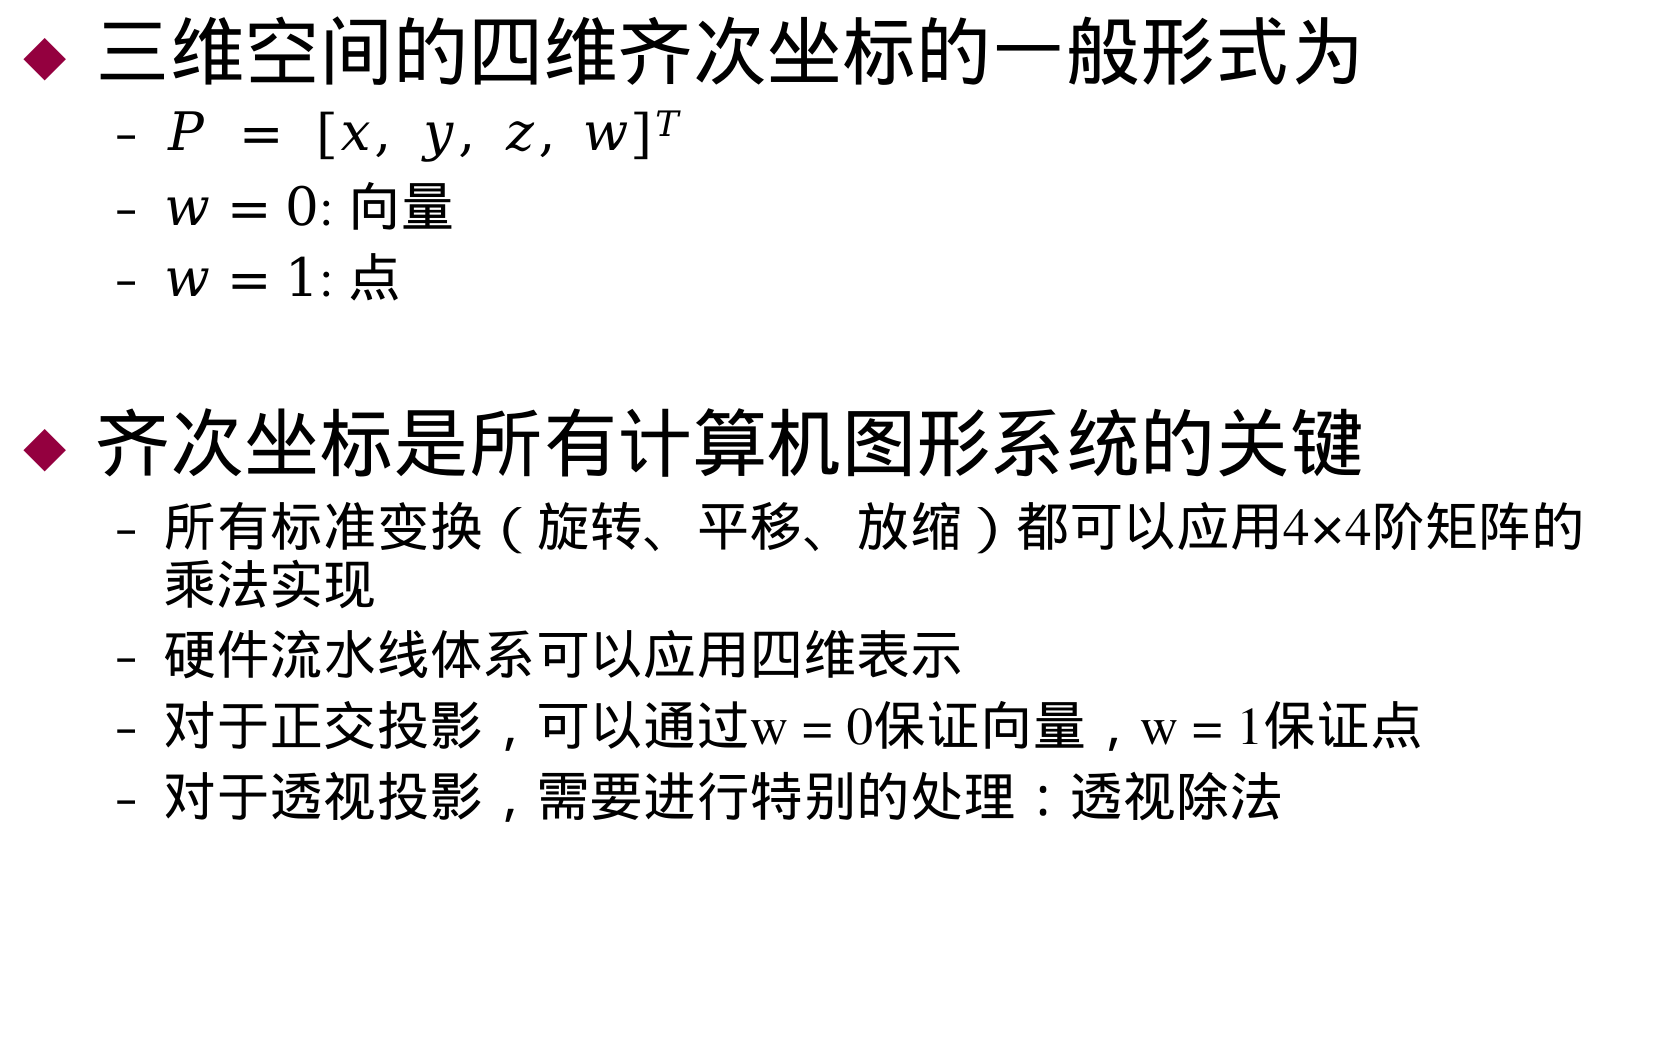 ◆ 三维空间的四维齐次坐标的一般形式为
– P = [x, y, z, w]ᵀ
– w = 0: 向量
– w = 1: 点
◆ 齐次坐标是所有计算机图形系统的关键
– 所有标准变换（旋转、平移、放缩）都可以应用4×4阶矩阵的
乘法实现
– 硬件流水线体系可以应用四维表示
– 对于正交投影，可以通过w = 0保证向量，w = 1保证点
– 对于透视投影，需要进行特别的处理：透视除法